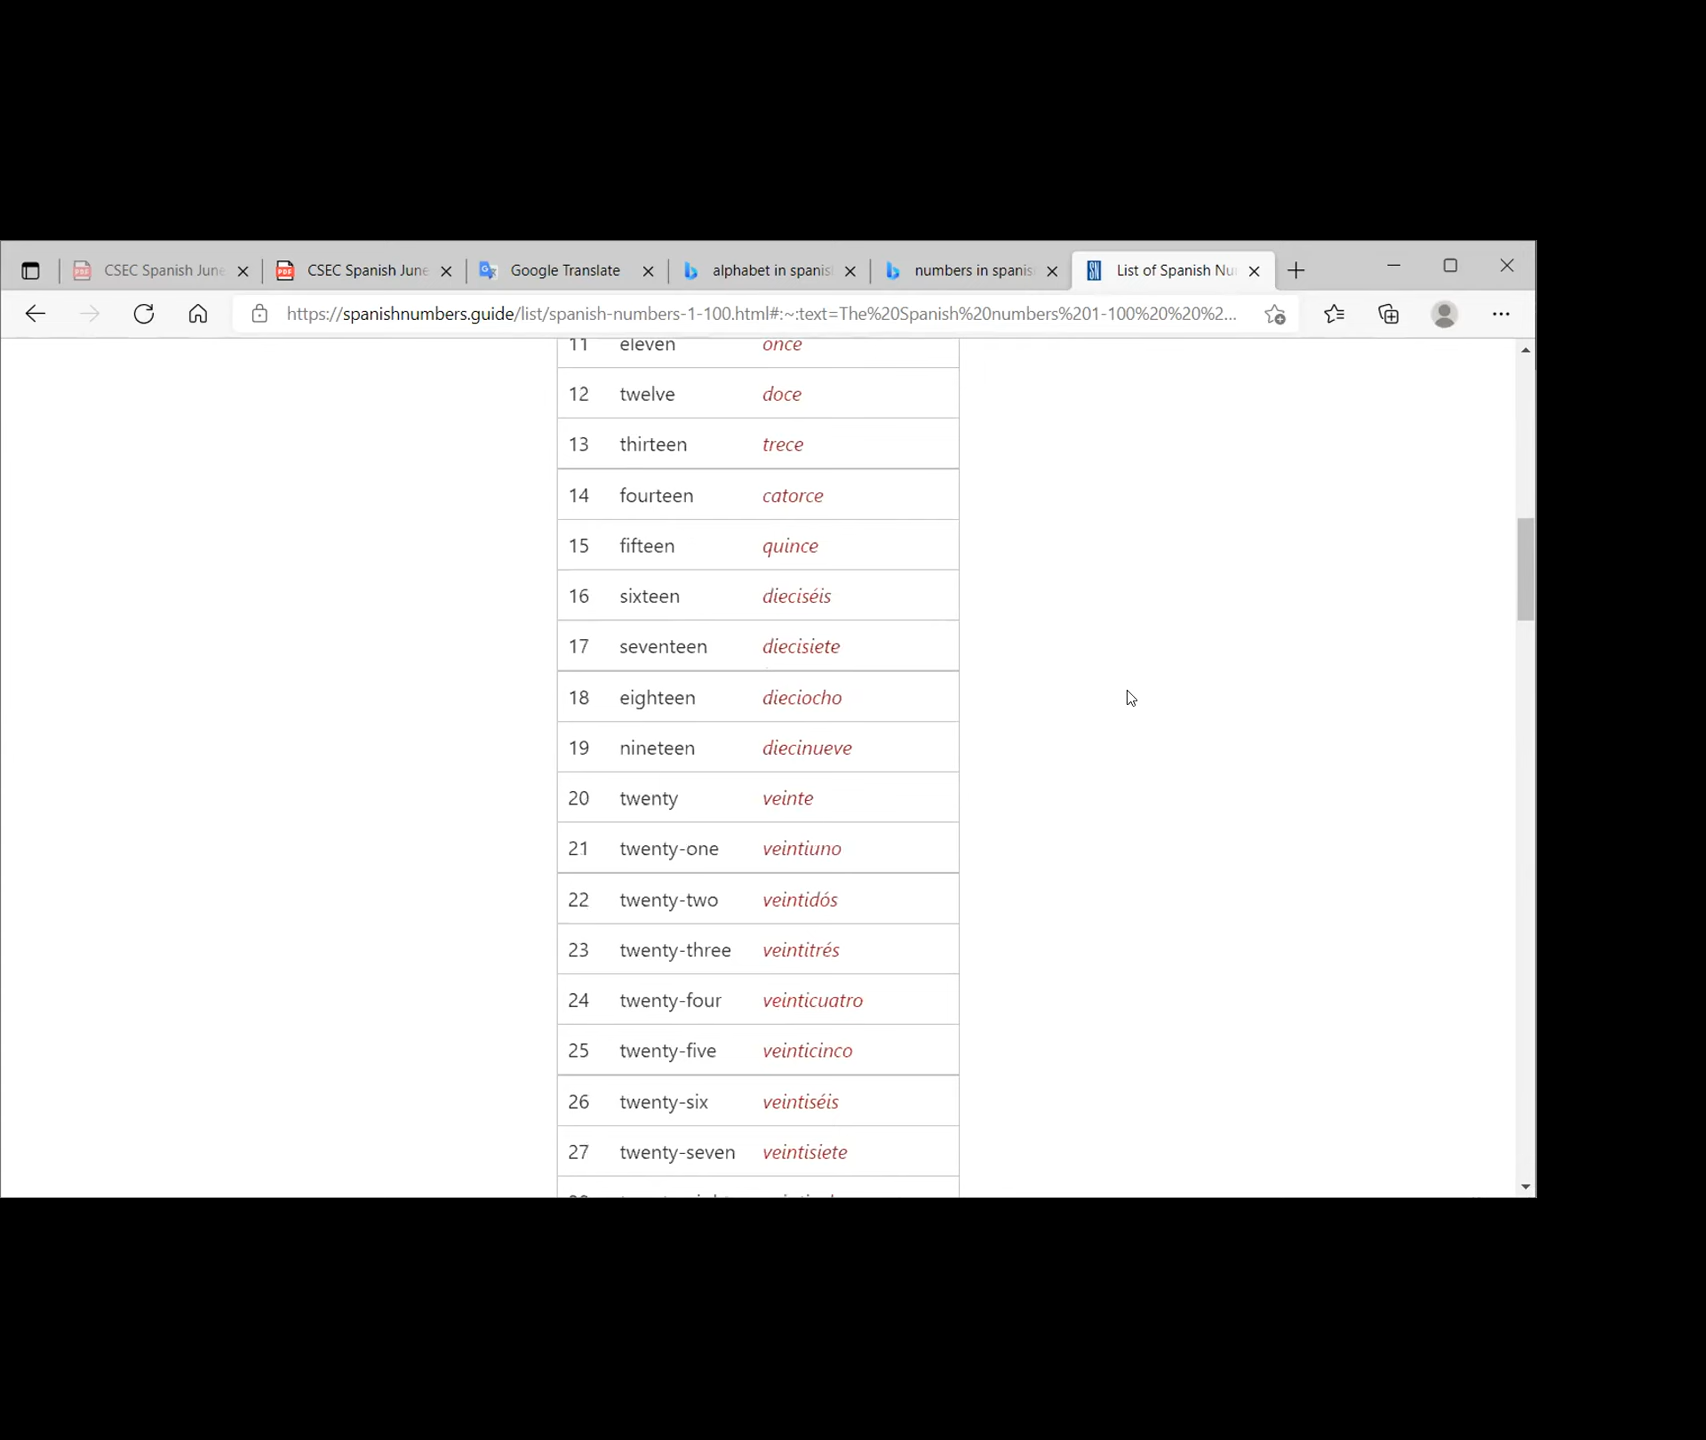 CSEC Spanish June
CSEC Spanish June
Google Translate
alphabet in spanis
numbers in spanis
List of Spanish Nu
https://spanishnumbers.guide/list/spanish-numbers-1-100.html#:~:text=The%20Spanish%20numbers%201-100%20%20%2...
11 eleven once
12 twelve doce
13 thirteen trece
14 fourteen catorce
15 fifteen quince
16 sixteen dieciséis
17 seventeen diecisiete
18 eighteen dieciocho
19 nineteen diecinueve
20 twenty veinte
21 twenty-one veintiuno
22 twenty-two veintidós
23 twenty-three veintitrés
24 twenty-four veinticuatro
25 twenty-five veinticinco
26 twenty-six veintiséis
27 twenty-seven veintisiete